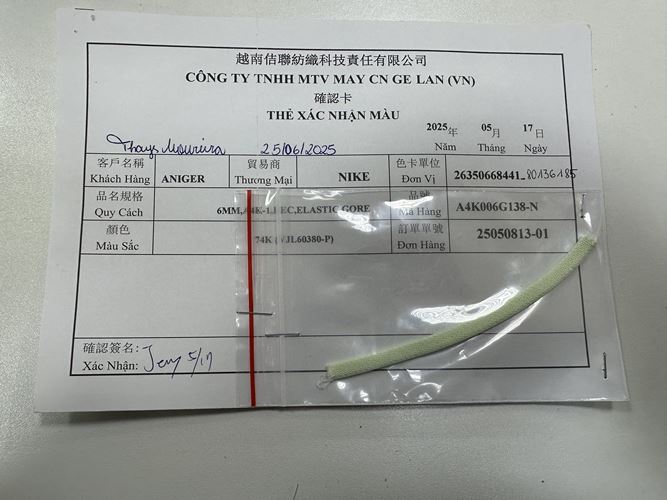 越南佶聯紡織科技責任有限公司
CÔNG TY TNHH MTV MAY CN GE LAN (VN)
確認卡
THẺ XÁC NHẬN MÀU
Thays Moureira 25/06/2025
2025年 05月 17日
Năm Tháng Ngày
客戶名稱 貿易商 色卡單位
Khách Hàng ANIGER Thương Mại NIKE Đơn Vị 26350668441_80136185
品名規格 品號
Quy Cách 6MM, ELASTIC GORE Mã Hàng A4K006G138-N
顏色 訂單單號
Màu Sắc 74K (YJL60380-P) Đơn Hàng 25050813-01
確認簽名:
Xác Nhận: Jeny 5/17